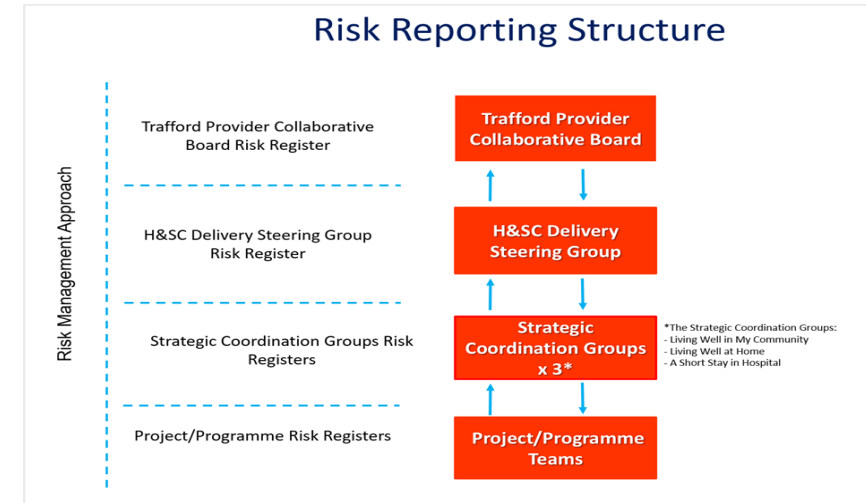 Risk Reporting Structure
Risk Management Approach
Trafford Provider Collaborative
Board Risk Register
Trafford Provider
Collaborative Board
H&SC Delivery Steering Group
Risk Register
H&SC Delivery
Steering Group
Strategic Coordination Groups Risk
Registers
Strategic
Coordination Groups
x 3*
*The Strategic Coordination Groups:
- Living Well in My Community
- Living Well at Home
- A Short Stay in Hospital
Project/Programme Risk Registers
Project/Programme
Teams